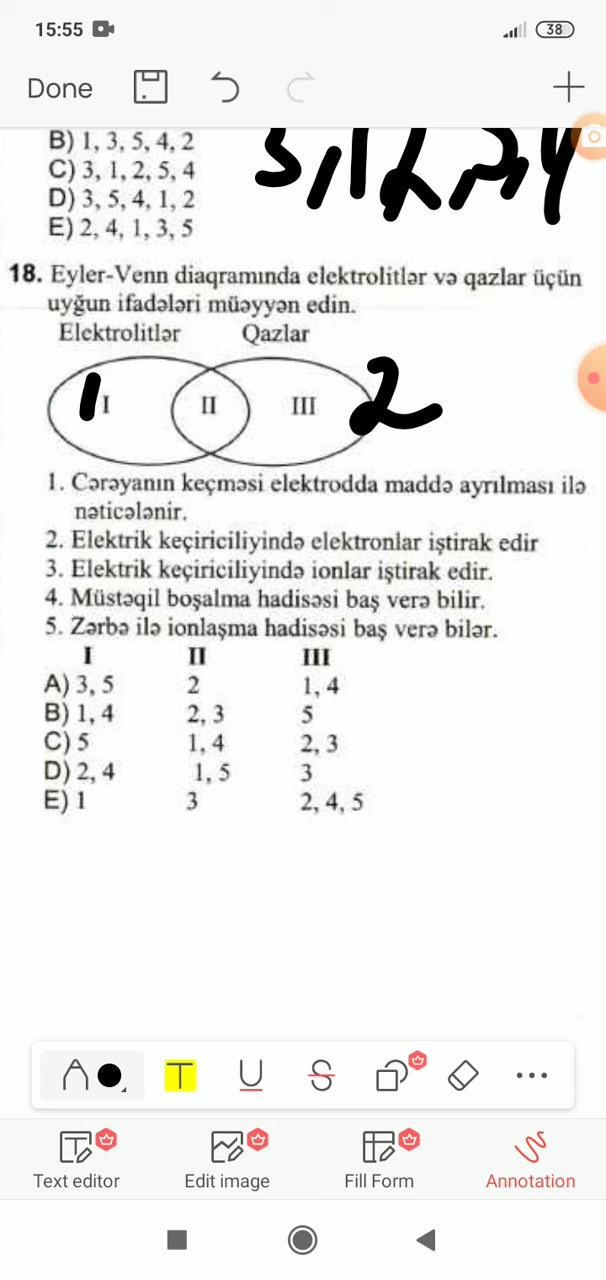 15:55
38
Done
B) 1, 3, 5, 4, 2
C) 3, 1, 2, 5, 4
D) 3, 5, 4, 1, 2
E) 2, 4, 1, 3, 5
18. Eyler-Venn diaqramında elektrolitlər və qazlar üçün
uyğun ifadələri müəyyən edin.
Elektrolitlər Qazlar
1 I II III 2
1. Cərəyanın keçməsi elektrodda maddə ayrılması ilə
nəticələnir.
2. Elektrik keçiriciliyində elektronlar iştirak edir
3. Elektrik keçiriciliyində ionlar iştirak edir.
4. Müstəqil boşalma hadisəsi baş verə bilir.
5. Zərbə ilə ionlaşma hadisəsi baş verə bilər.
I II III
A) 3, 5 2 1, 4
B) 1, 4 2, 3 5
C) 5 1, 4 2, 3
D) 2, 4 1, 5 3
E) 1 3 2, 4, 5
T U S
Text editor Edit image Fill Form Annotation